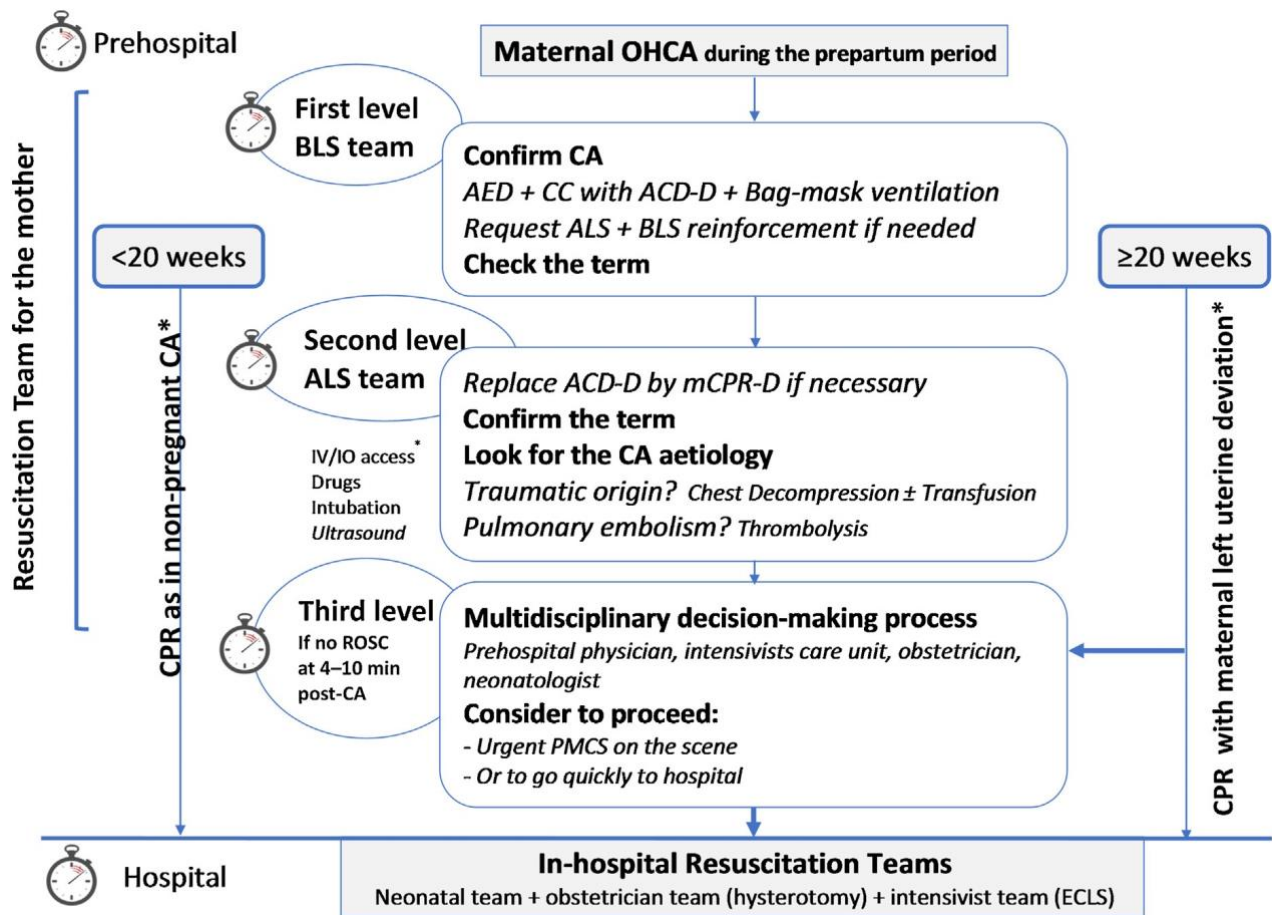 Prehospital
Maternal OHCA during the prepartum period
Resuscitation Team for the mother
First level
BLS team
Confirm CA
AED + CC with ACD-D + Bag-mask ventilation
Request ALS + BLS reinforcement if needed
Check the term
<20 weeks
CPR as in non-pregnant CA*
≥20 weeks
CPR with maternal left uterine deviation*
Second level
ALS team
IV/IO access*
Drugs
Intubation
Ultrasound
Replace ACD-D by mCPR-D if necessary
Confirm the term
Look for the CA aetiology
Traumatic origin? Chest Decompression ± Transfusion
Pulmonary embolism? Thrombolysis
Third level
If no ROSC
at 4–10 min
post-CA
Multidisciplinary decision-making process
Prehospital physician, intensivists care unit, obstetrician,
neonatologist
Consider to proceed:
- Urgent PMCS on the scene
- Or to go quickly to hospital
Hospital
In-hospital Resuscitation Teams
Neonatal team + obstetrician team (hysterotomy) + intensivist team (ECLS)